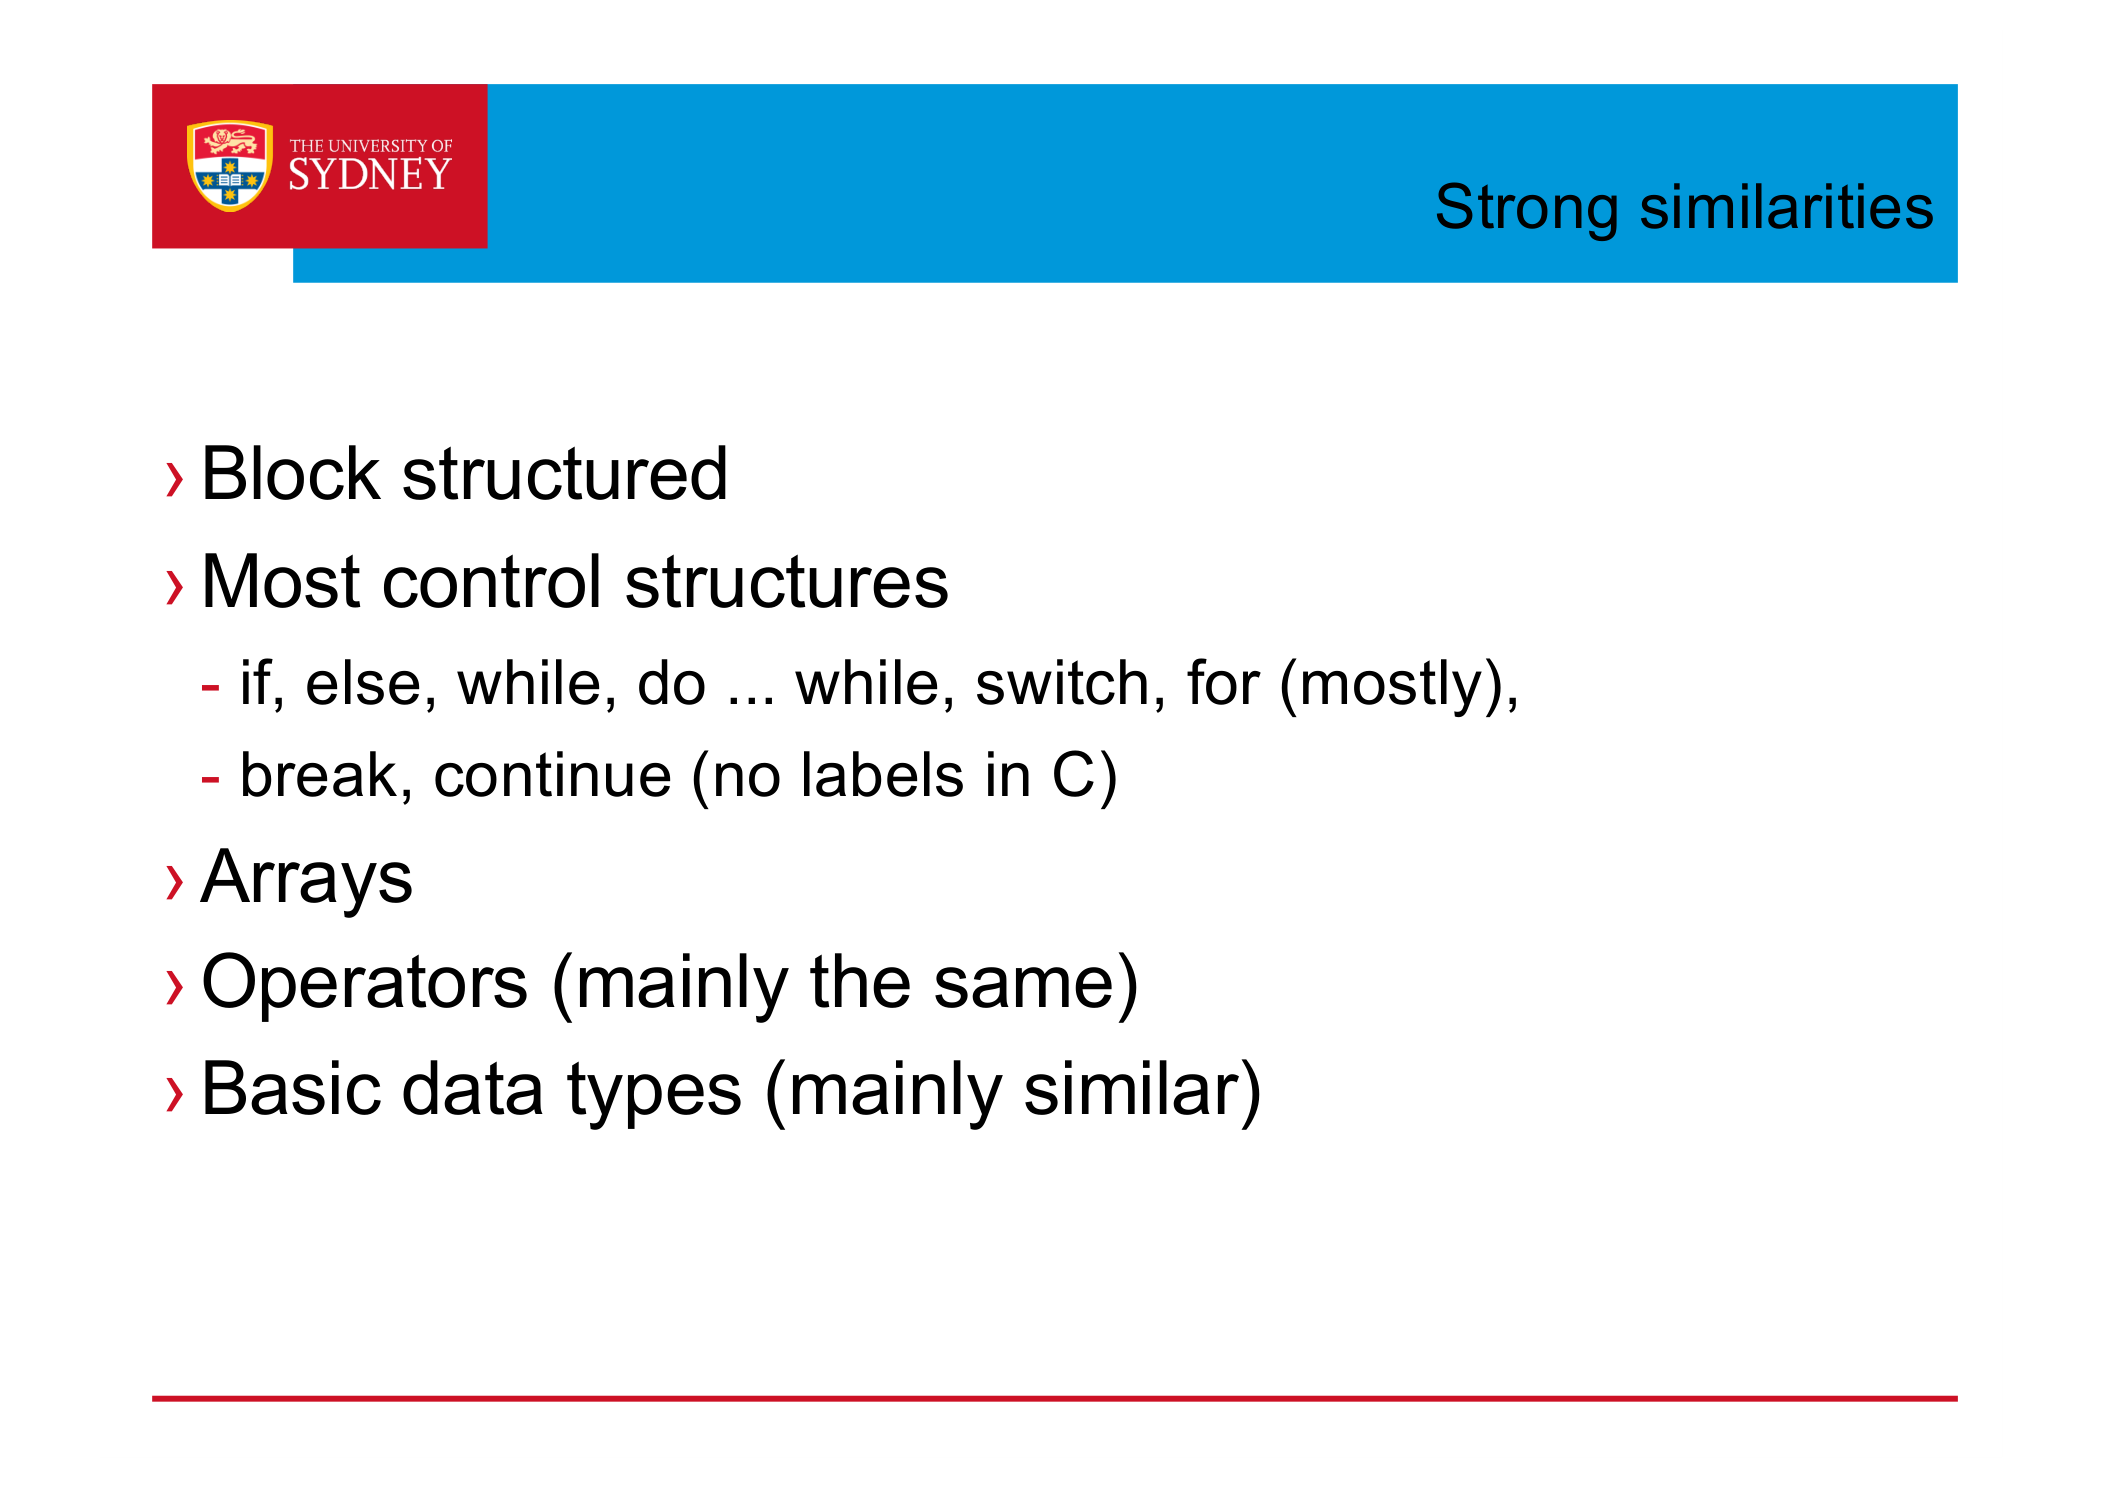 THE UNIVERSITY OF
SYDNEY
Strong similarities
› Block structured
› Most control structures
- if, else, while, do ... while, switch, for (mostly),
- break, continue (no labels in C)
› Arrays
› Operators (mainly the same)
› Basic data types (mainly similar)